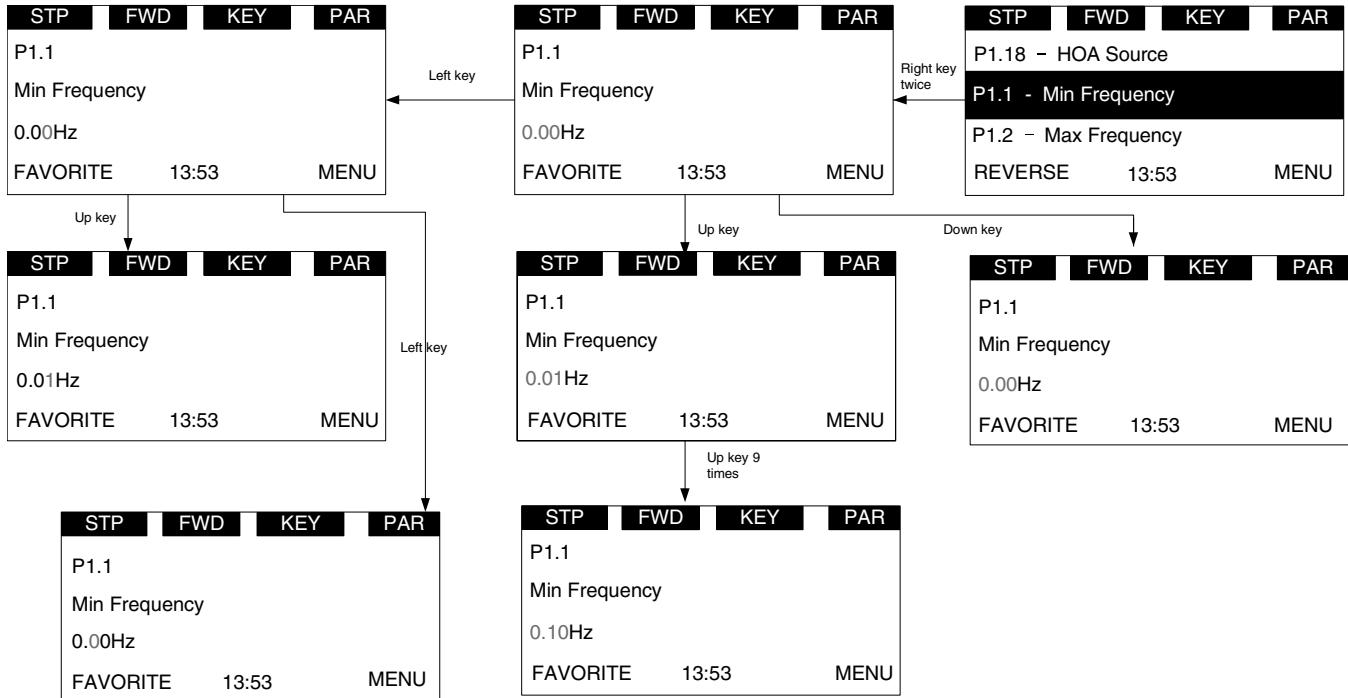 STP FWD KEY PAR
P1.1
Min Frequency
0.00Hz
FAVORITE 13:53 MENU
Left key
STP FWD KEY PAR
P1.1
Min Frequency
0.00Hz
FAVORITE 13:53 MENU
Right key
twice
STP FWD KEY PAR
P1.18 – HOA Source
P1.1 - Min Frequency
P1.2 – Max Frequency
REVERSE 13:53 MENU
Up key
Left key
Up key
Down key
STP FWD KEY PAR
P1.1
Min Frequency
0.01Hz
FAVORITE 13:53 MENU
STP FWD KEY PAR
P1.1
Min Frequency
0.01Hz
FAVORITE 13:53 MENU
STP FWD KEY PAR
P1.1
Min Frequency
0.00Hz
FAVORITE 13:53 MENU
Up key 9
times
STP FWD KEY PAR
P1.1
Min Frequency
0.00Hz
FAVORITE 13:53 MENU
STP FWD KEY PAR
P1.1
Min Frequency
0.10Hz
FAVORITE 13:53 MENU